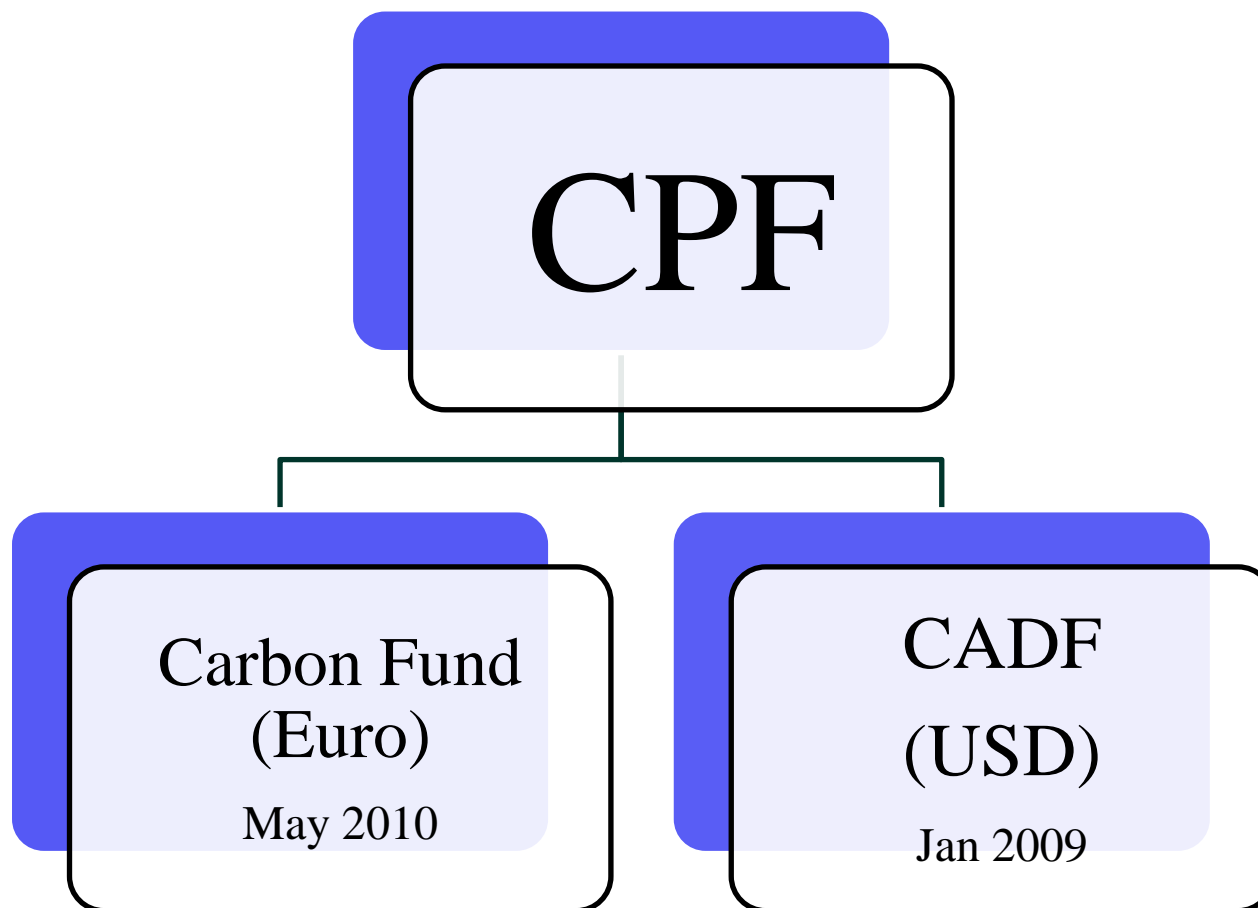 CPF
Carbon Fund
(Euro)
May 2010
CADF
(USD)
Jan 2009